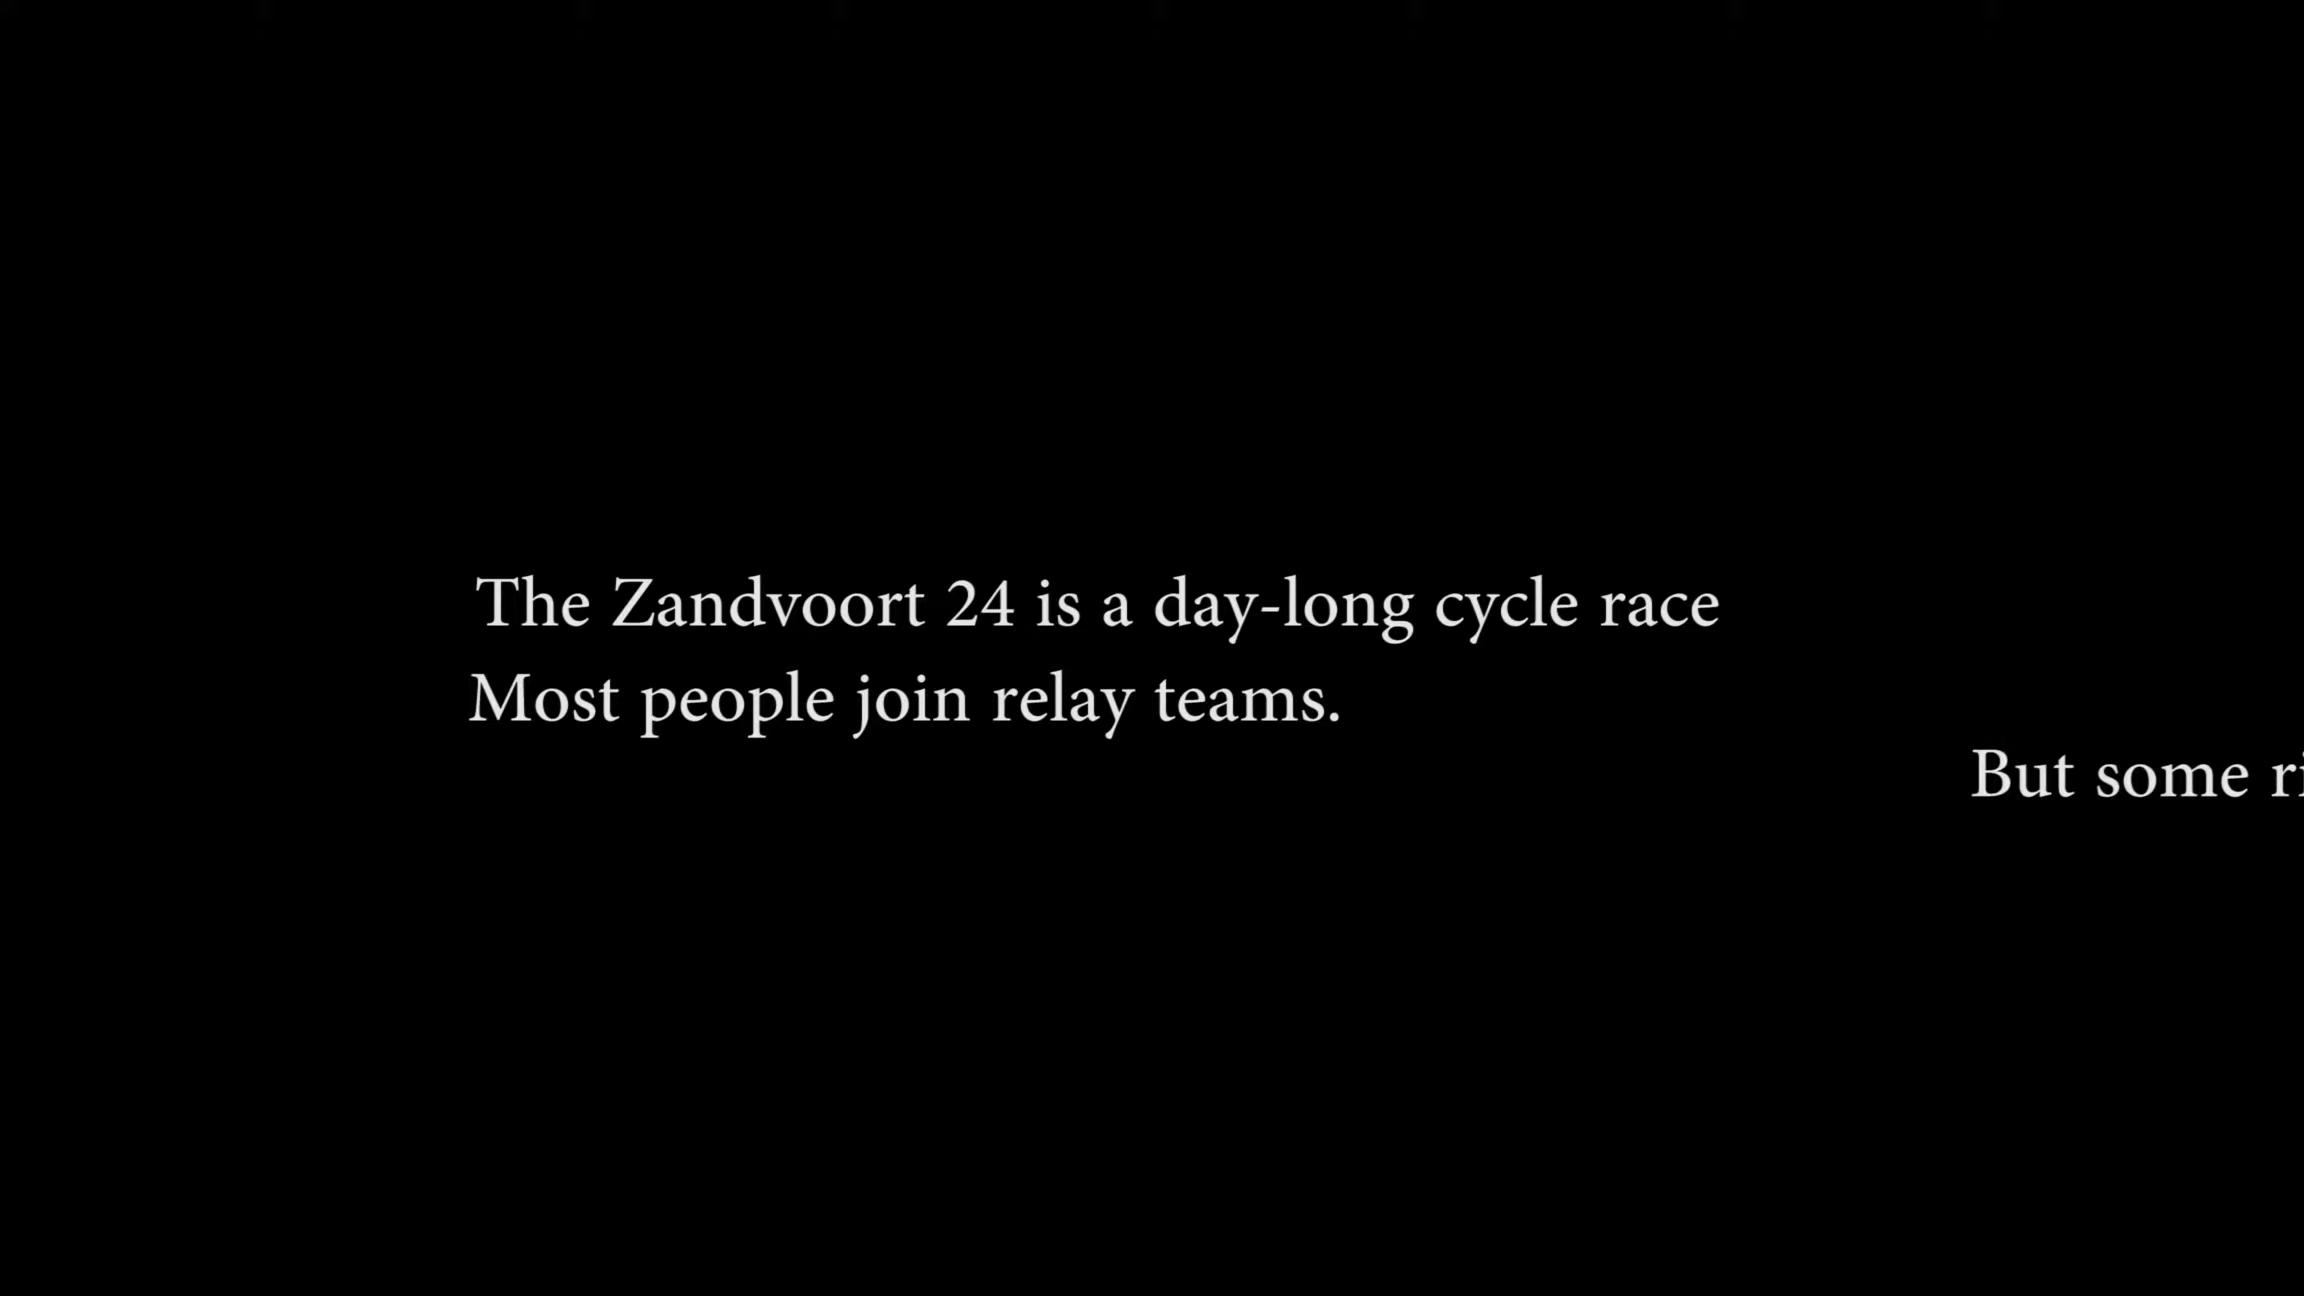 The Zandvoort 24 is a day-long cycle race
Most people join relay teams.
But some